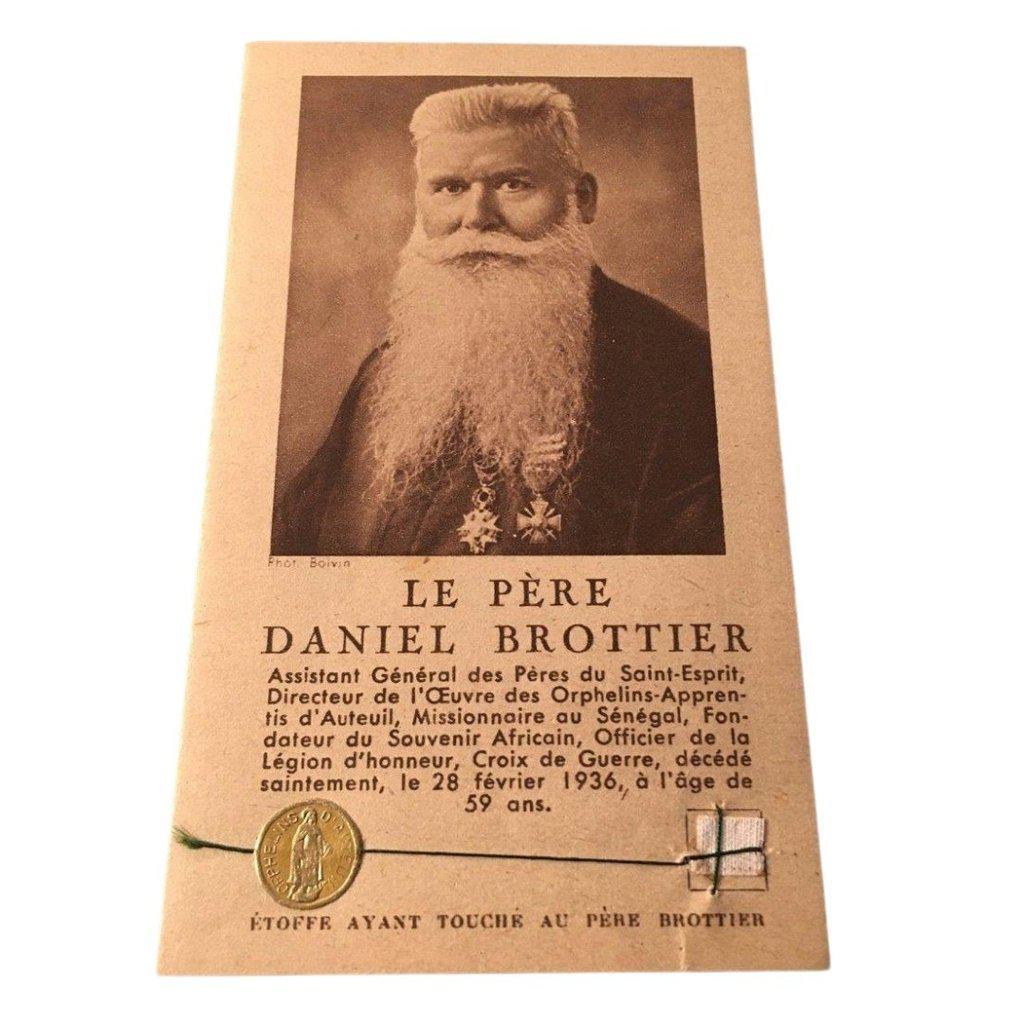 Phot. Boivin
LE PÈRE
DANIEL BROTTIER
Assistant Général des Pères du Saint-Esprit,
Directeur de l'Œuvre des Orphelins-Appren-
tis d'Auteuil, Missionnaire au Sénégal, Fon-
dateur du Souvenir Africain, Officier de la
Légion d'honneur, Croix de Guerre, décédé
saintement, le 28 février 1936, à l'âge de
59 ans.
ORPHELINS D'AUTEUIL
ÉTOFFE AYANT TOUCHÉ AU PÈRE BROTTIER